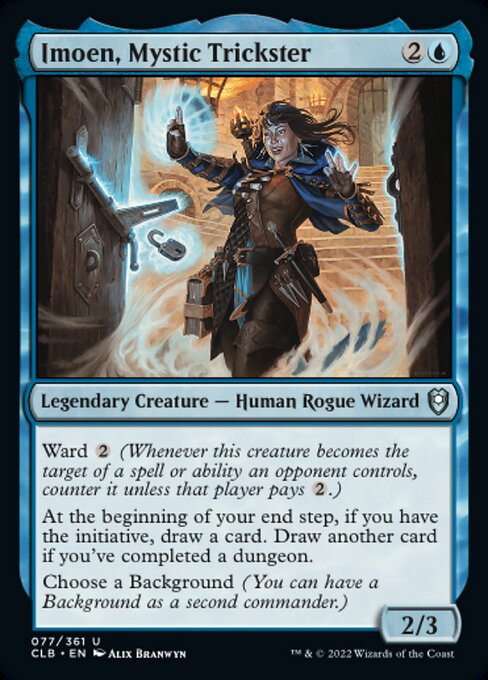 Imoen, Mystic Trickster 2
Legendary Creature — Human Rogue Wizard
Ward 2 (Whenever this creature becomes the
target of a spell or ability an opponent controls,
counter it unless that player pays 2.)
At the beginning of your end step, if you have
the initiative, draw a card. Draw another card
if you've completed a dungeon.
Choose a Background (You can have a
Background as a second commander.)
2/3
077/361 U
CLB • EN Alix Branwyn
™ & © 2022 Wizards of the Coast